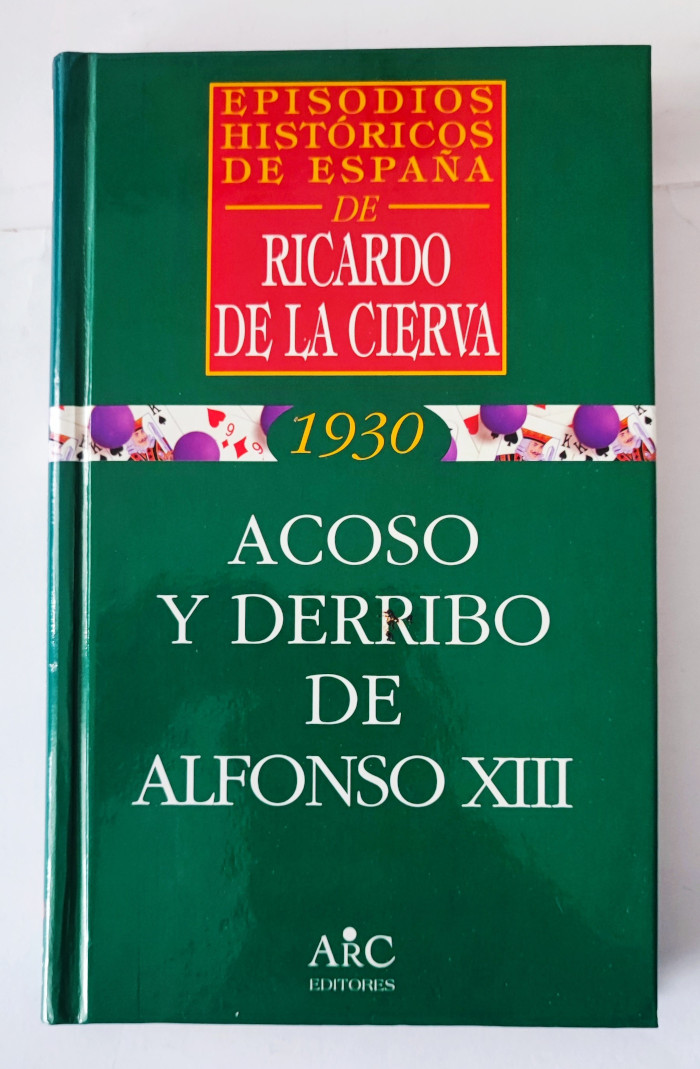 EPISODIOS
HISTÓRICOS
DE ESPAÑA
DE
RICARDO
DE LA CIERVA
1930
ACOSO
Y DERRIBO
DE
ALFONSO XIII
ARC
EDITORES